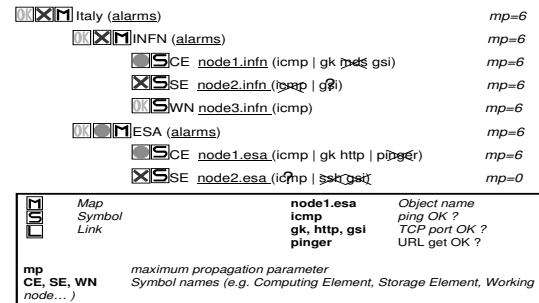 OK M Italy (alarms) mp=6
OK M INFN (alarms) mp=6
S CE node1.infn (icmp | gk mds gsi) mp=6
S SE node2.infn (icmp | gsi) mp=6
OK S WN node3.infn (icmp) mp=6
OK M ESA (alarms) mp=6
S CE node1.esa (icmp | gk http | pinger) mp=6
S SE node2.esa (icmp | ssh gsi) mp=0
M Map node1.esa Object name
S Symbol icmp ping OK ?
L Link gk, http, gsi TCP port OK ?
pinger URL get OK ?
mp maximum propagation parameter
CE, SE, WN Symbol names (e.g. Computing Element, Storage Element, Working
node... )